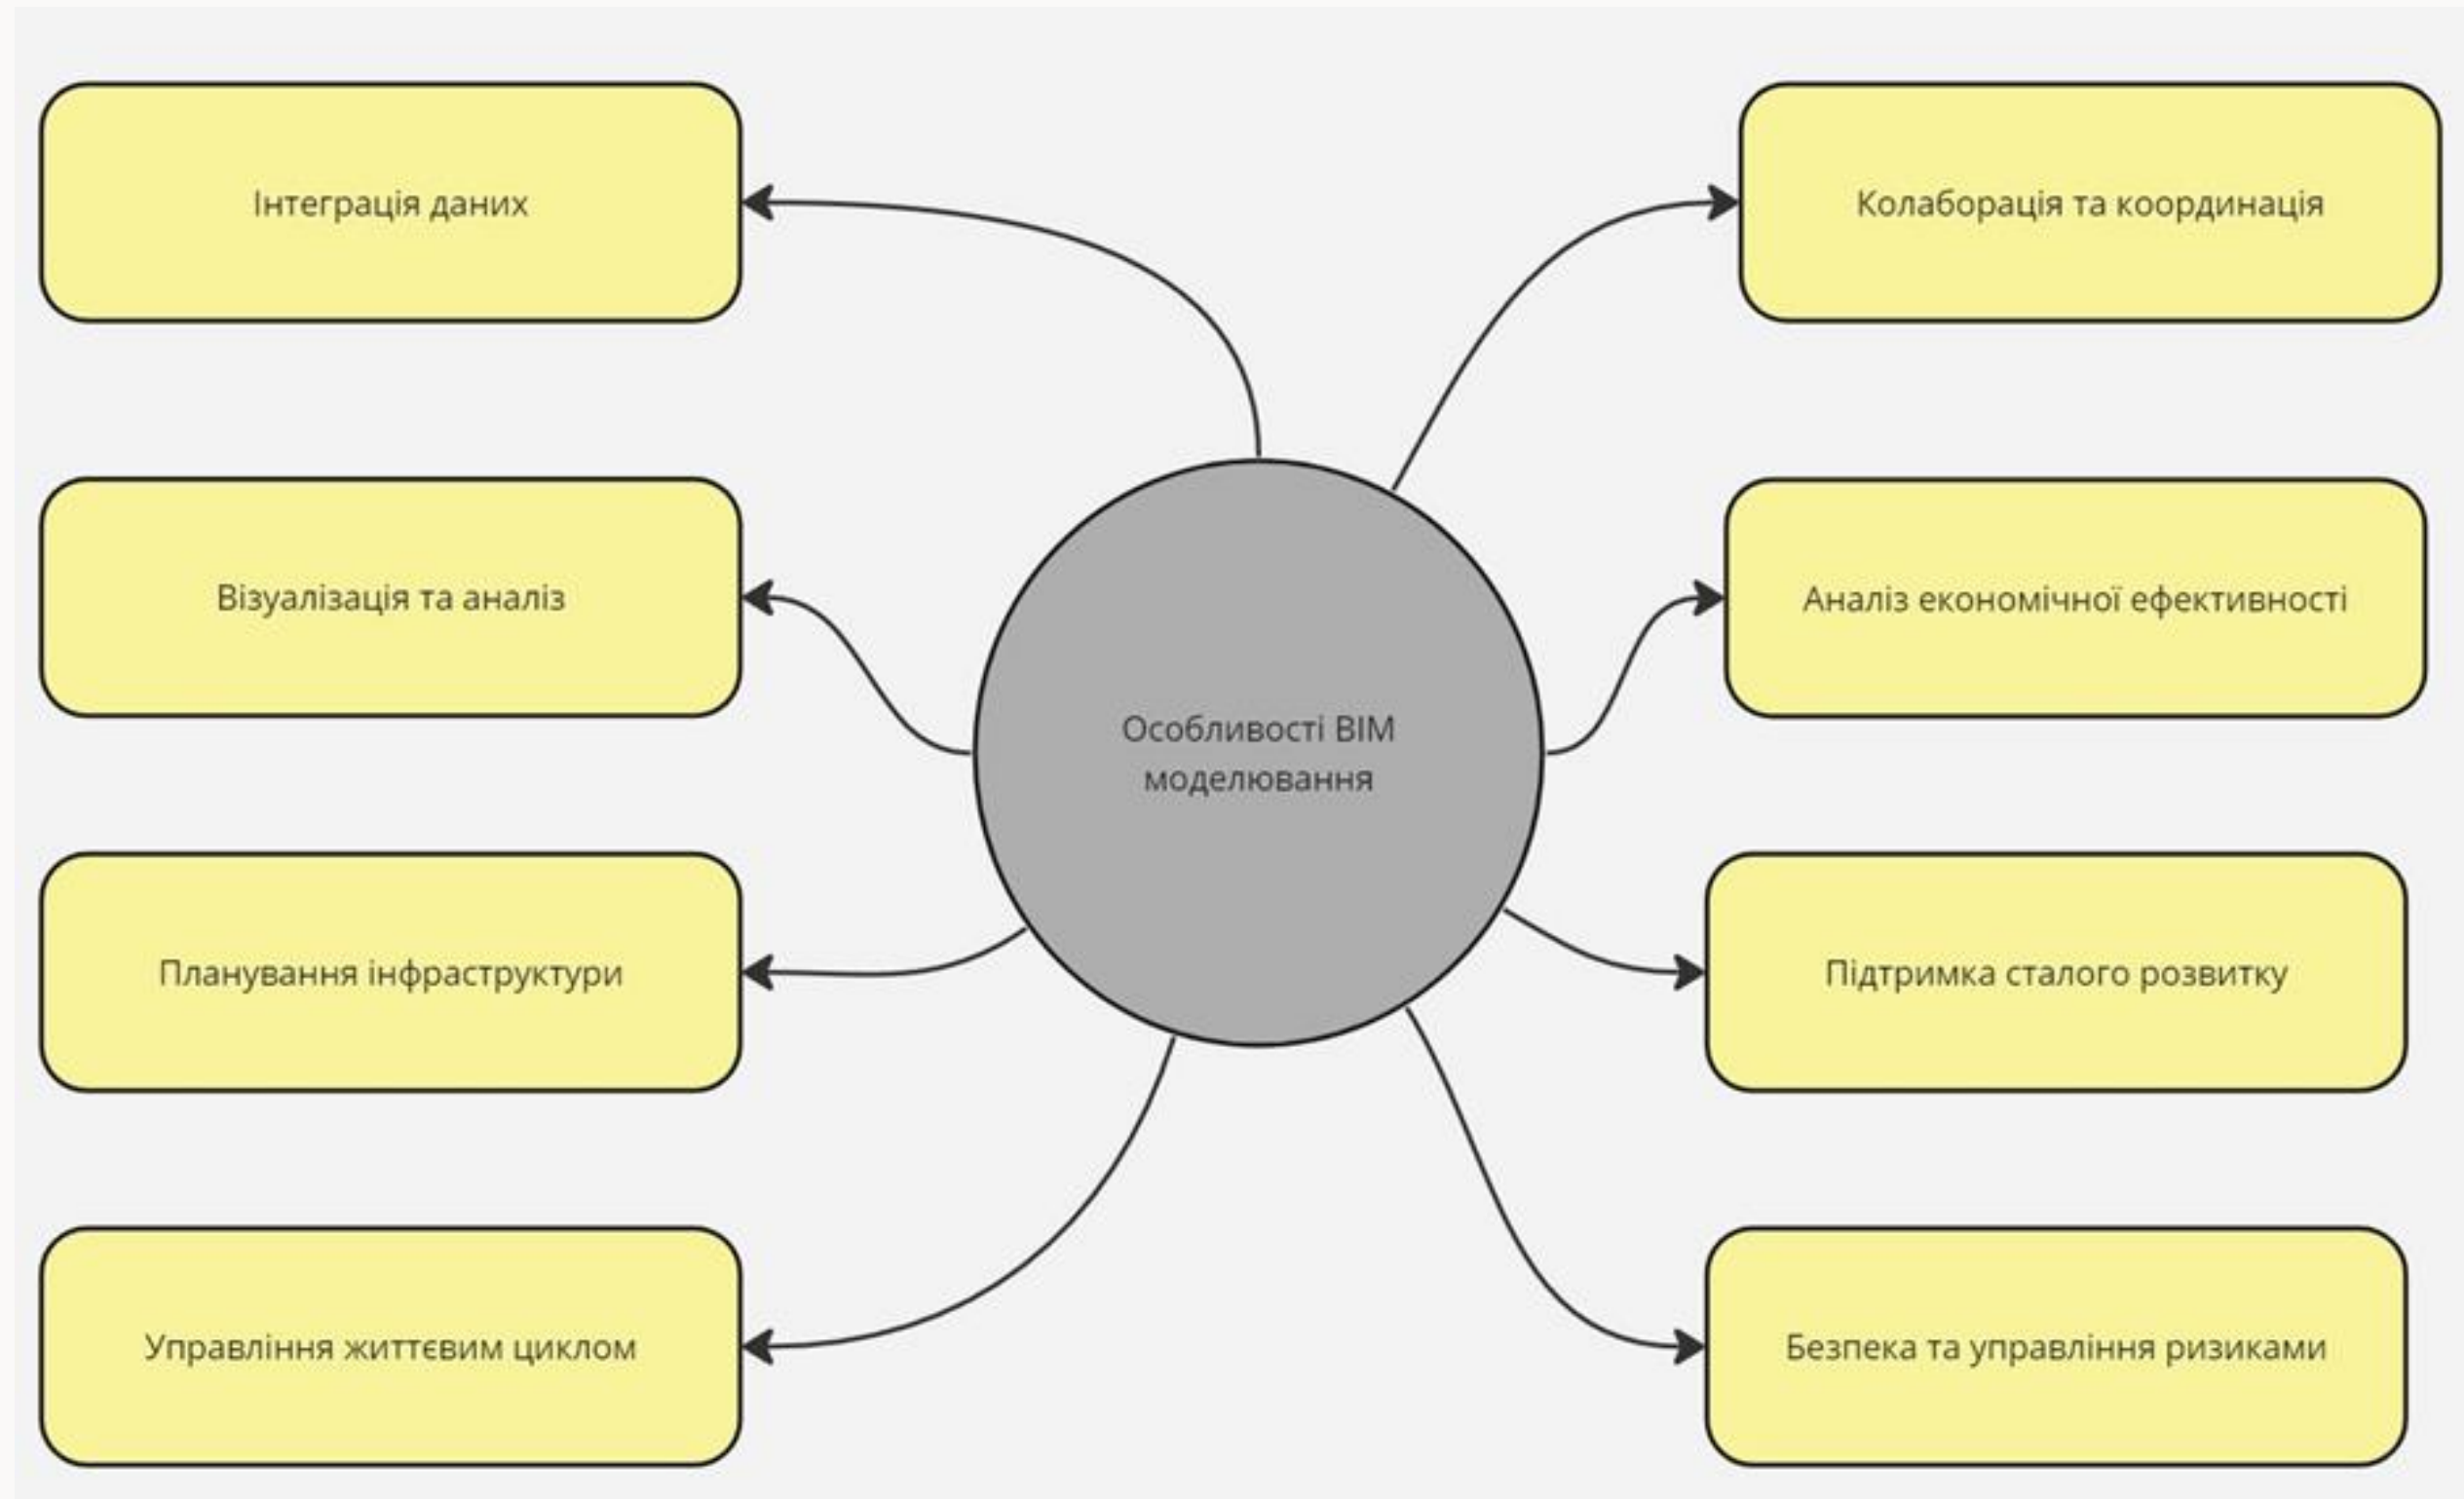 Інтеграція даних
Колаборація та координація
Візуалізація та аналіз
Аналіз економічної ефективності
Особливості BIM
моделювання
Планування інфраструктури
Підтримка сталого розвитку
Управління життєвим циклом
Безпека та управління ризиками